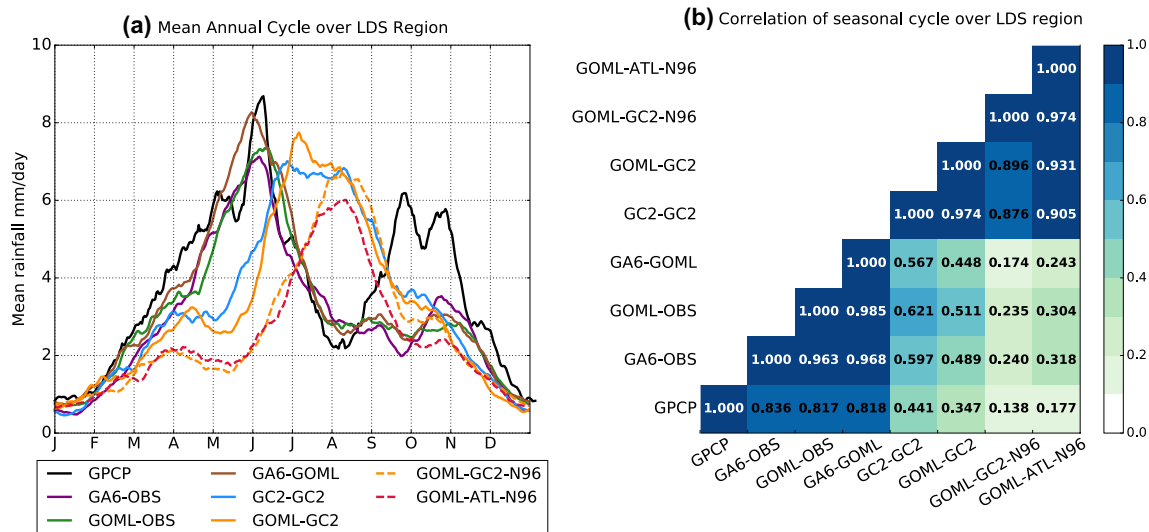 (a) Mean Annual Cycle over LDS Region
Mean rainfall mm/day
10
8
6
4
2
0
J F M A M J J A S O N D
GPCP GA6-GOML GOML-GC2-N96
GA6-OBS GC2-GC2 GOML-ATL-N96
GOML-OBS GOML-GC2
(b) Correlation of seasonal cycle over LDS region
GOML-ATL-N96 1.000
GOML-GC2-N96 1.000 0.974
GOML-GC2 1.000 0.896 0.931
GC2-GC2 1.000 0.974 0.876 0.905
GA6-GOML 1.000 0.567 0.448 0.174 0.243
GOML-OBS 1.000 0.985 0.621 0.511 0.235 0.304
GA6-OBS 1.000 0.963 0.968 0.597 0.489 0.240 0.318
GPCP 1.000 0.836 0.817 0.818 0.441 0.347 0.138 0.177
GPCP GA6-OBS GOML-OBS GA6-GOML GC2-GC2 GOML-GC2 GOML-GC2-N96 GOML-ATL-N96
1.0
0.8
0.6
0.4
0.2
0.0